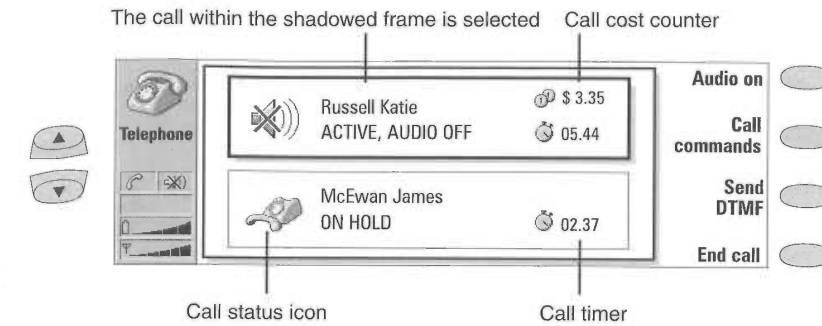 The call within the shadowed frame is selected
Call cost counter
Telephone
Russell Katie
ACTIVE, AUDIO OFF
$ 3.35
05.44
McEwan James
ON HOLD
02.37
Audio on
Call
commands
Send
DTMF
End call
Call status icon
Call timer